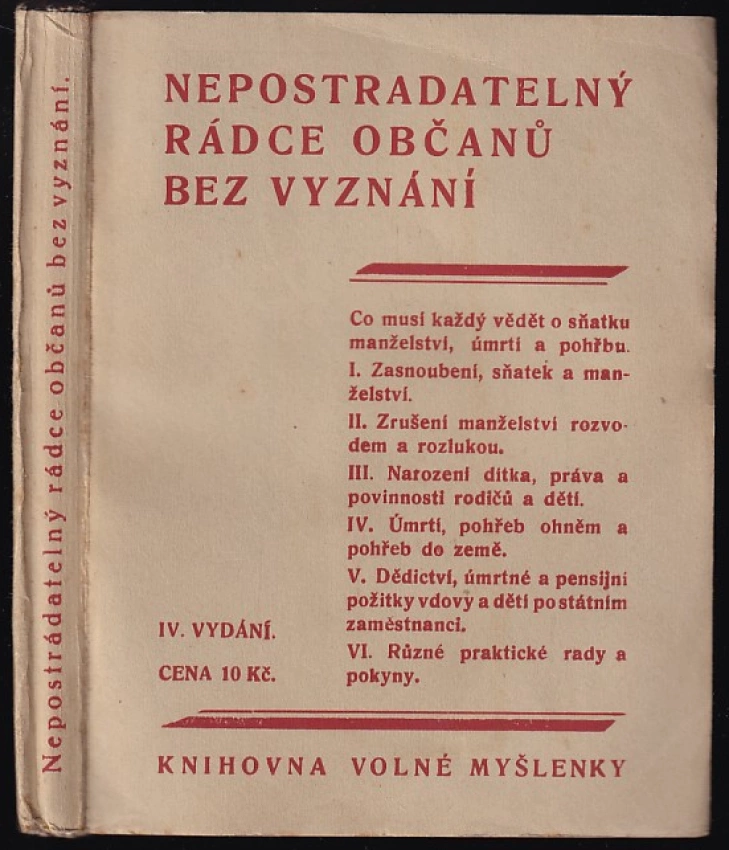 Nepostrádatelný rádce občanů bez vyznání.
NEPOSTRADATELNÝ
RÁDCE OBČANŮ
BEZ VYZNÁNÍ
Co musí každý vědět o sňatku
manželství, úmrtí a pohřbu.
I. Zasnoubení, sňatek a man-
želství.
II. Zrušení manželství rozvo-
dem a rozlukou.
III. Narození dítka, práva a
povinnosti rodičů a dětí.
IV. Úmrtí, pohřeb ohněm a
pohřeb do země.
V. Dědictví, úmrtné a pensijní
požitky vdovy a dětí po státním
zaměstnanci.
VI. Různé praktické rady a
pokyny.
IV. VYDÁNÍ.
CENA 10 Kč.
KNIHOVNA VOLNÉ MYŠLENKY